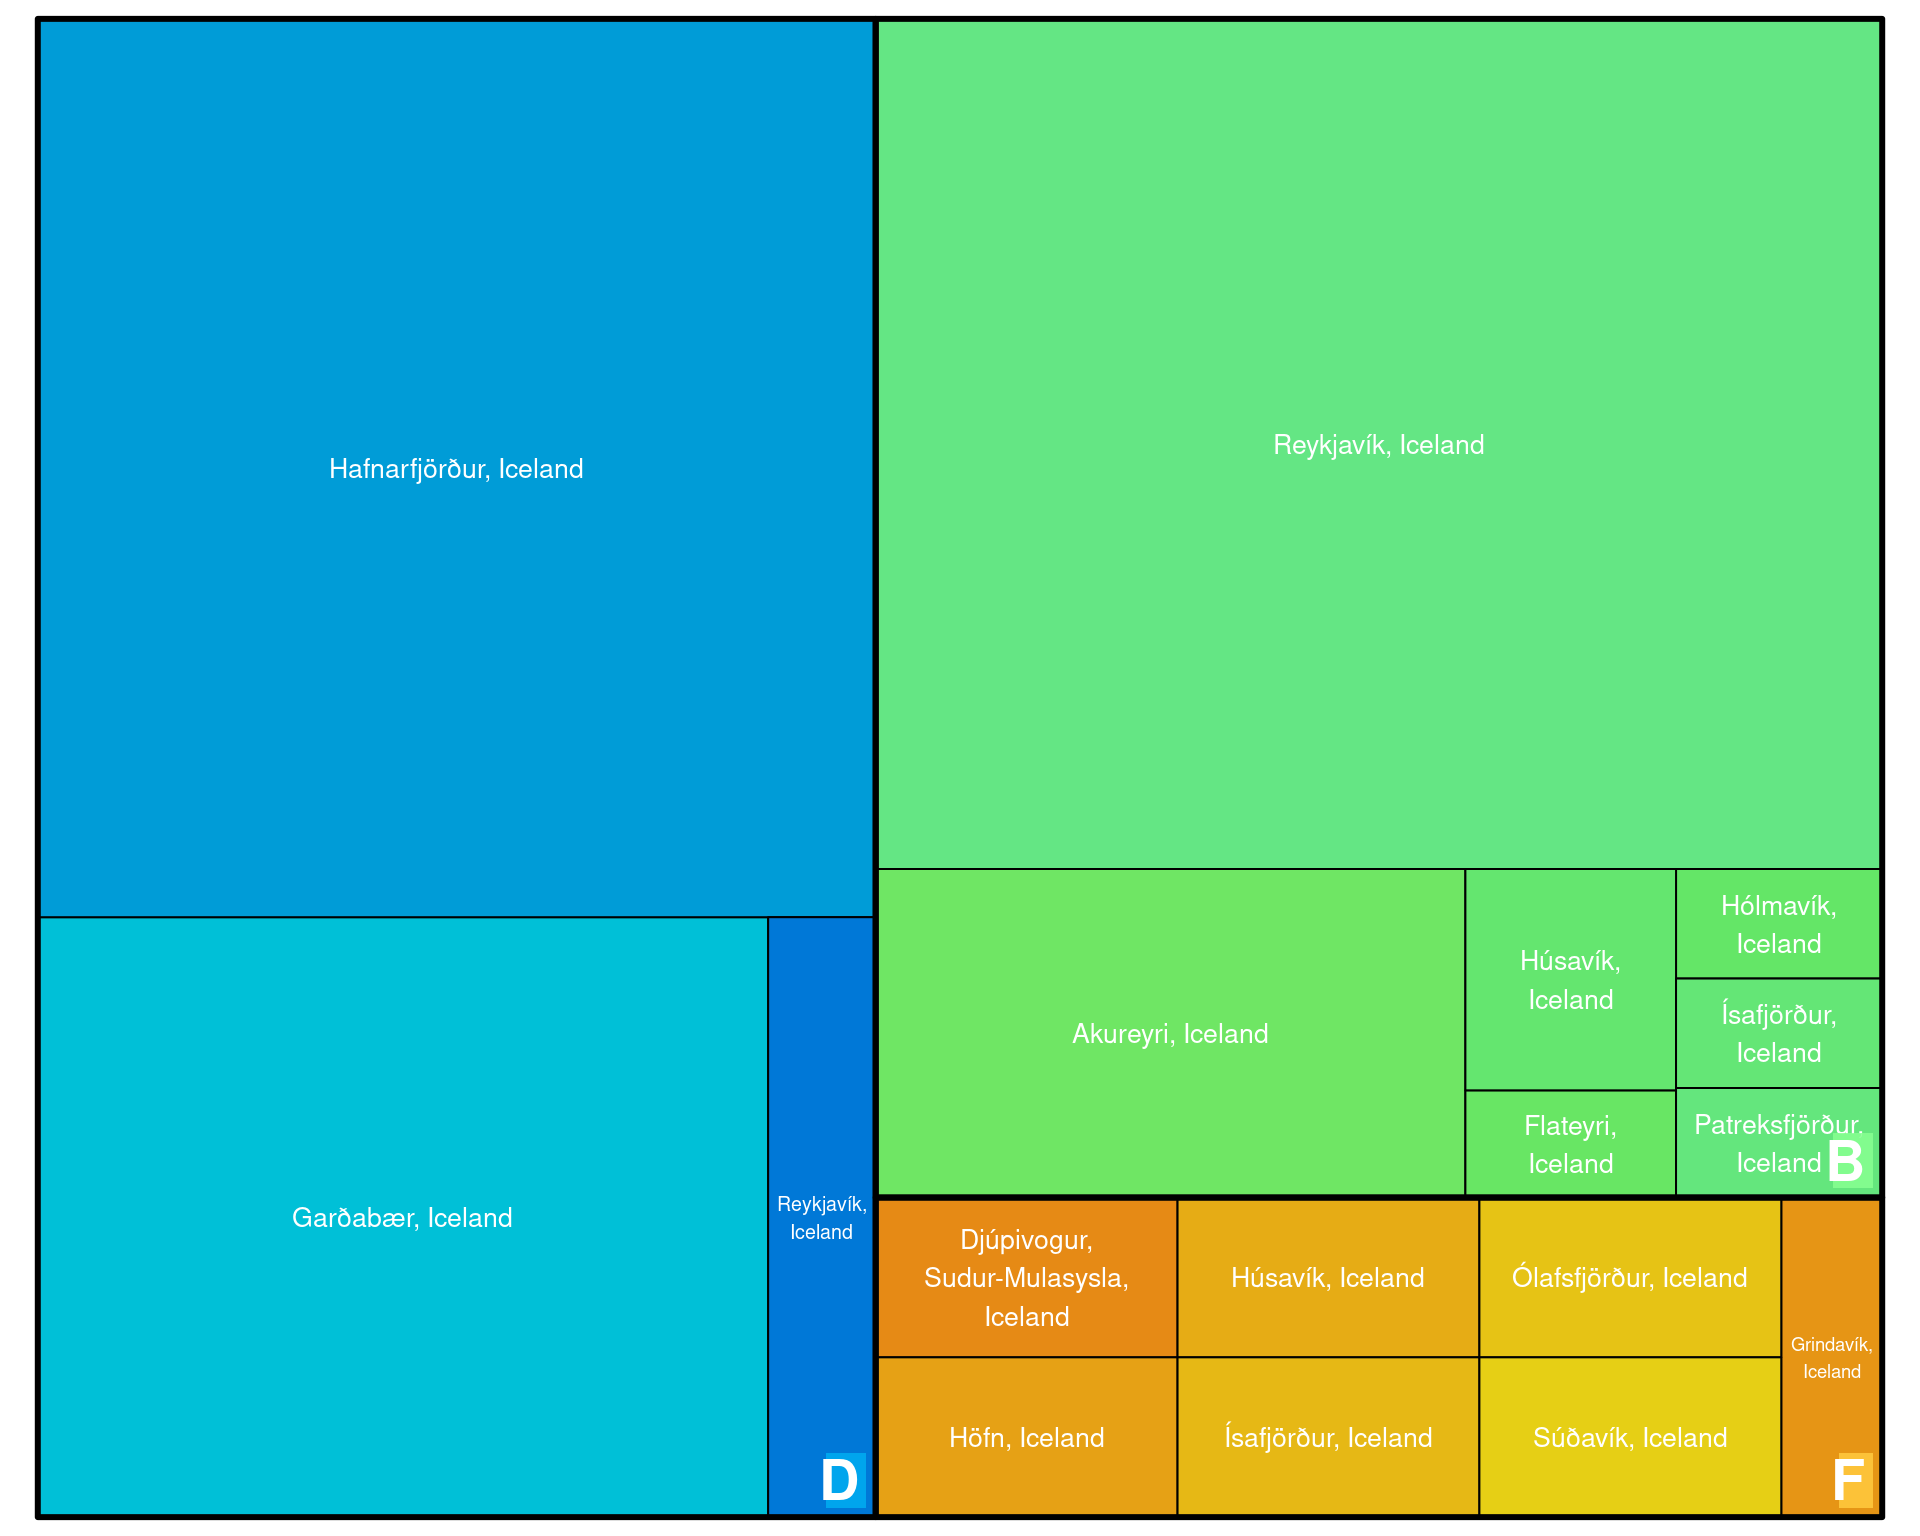 Hafnarfjörður, Iceland
Garðabær, Iceland
Reykjavík,
Iceland
D
Reykjavík, Iceland
Akureyri, Iceland
Húsavík,
Iceland
Flateyri,
Iceland
Hólmavík,
Iceland
Ísafjörður,
Iceland
Patreksfjörður,
Iceland
B
Djúpivogur,
Sudur-Mulasysla,
Iceland
Húsavík, Iceland
Ólafsfjörður, Iceland
Grindavík,
Iceland
Höfn, Iceland
Ísafjörður, Iceland
Súðavík, Iceland
F